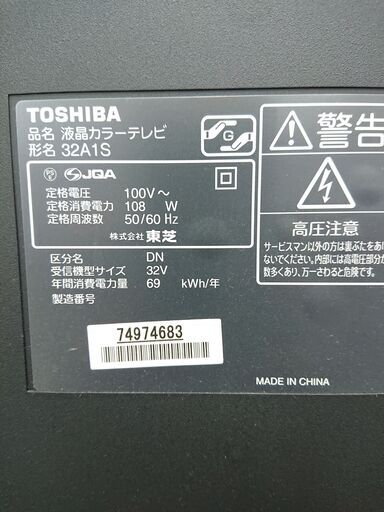 TOSHIBA
品名 液晶カラーテレビ
形名 32A1S
PS E JQA
定格電圧 100V～
定格消費電力 108 W
定格周波数 50/60 Hz
株式会社 東芝
区分名 DN
受信機型サイズ 32V
年間消費電力量 69 kWh/年
製造番号
74974683
G
警告
高圧注意
サービスマン以外の方は裏ぶたをあ
ないでください。内部には高電圧部分が
数多くあり、万一さわると危険です。
MADE IN CHINA